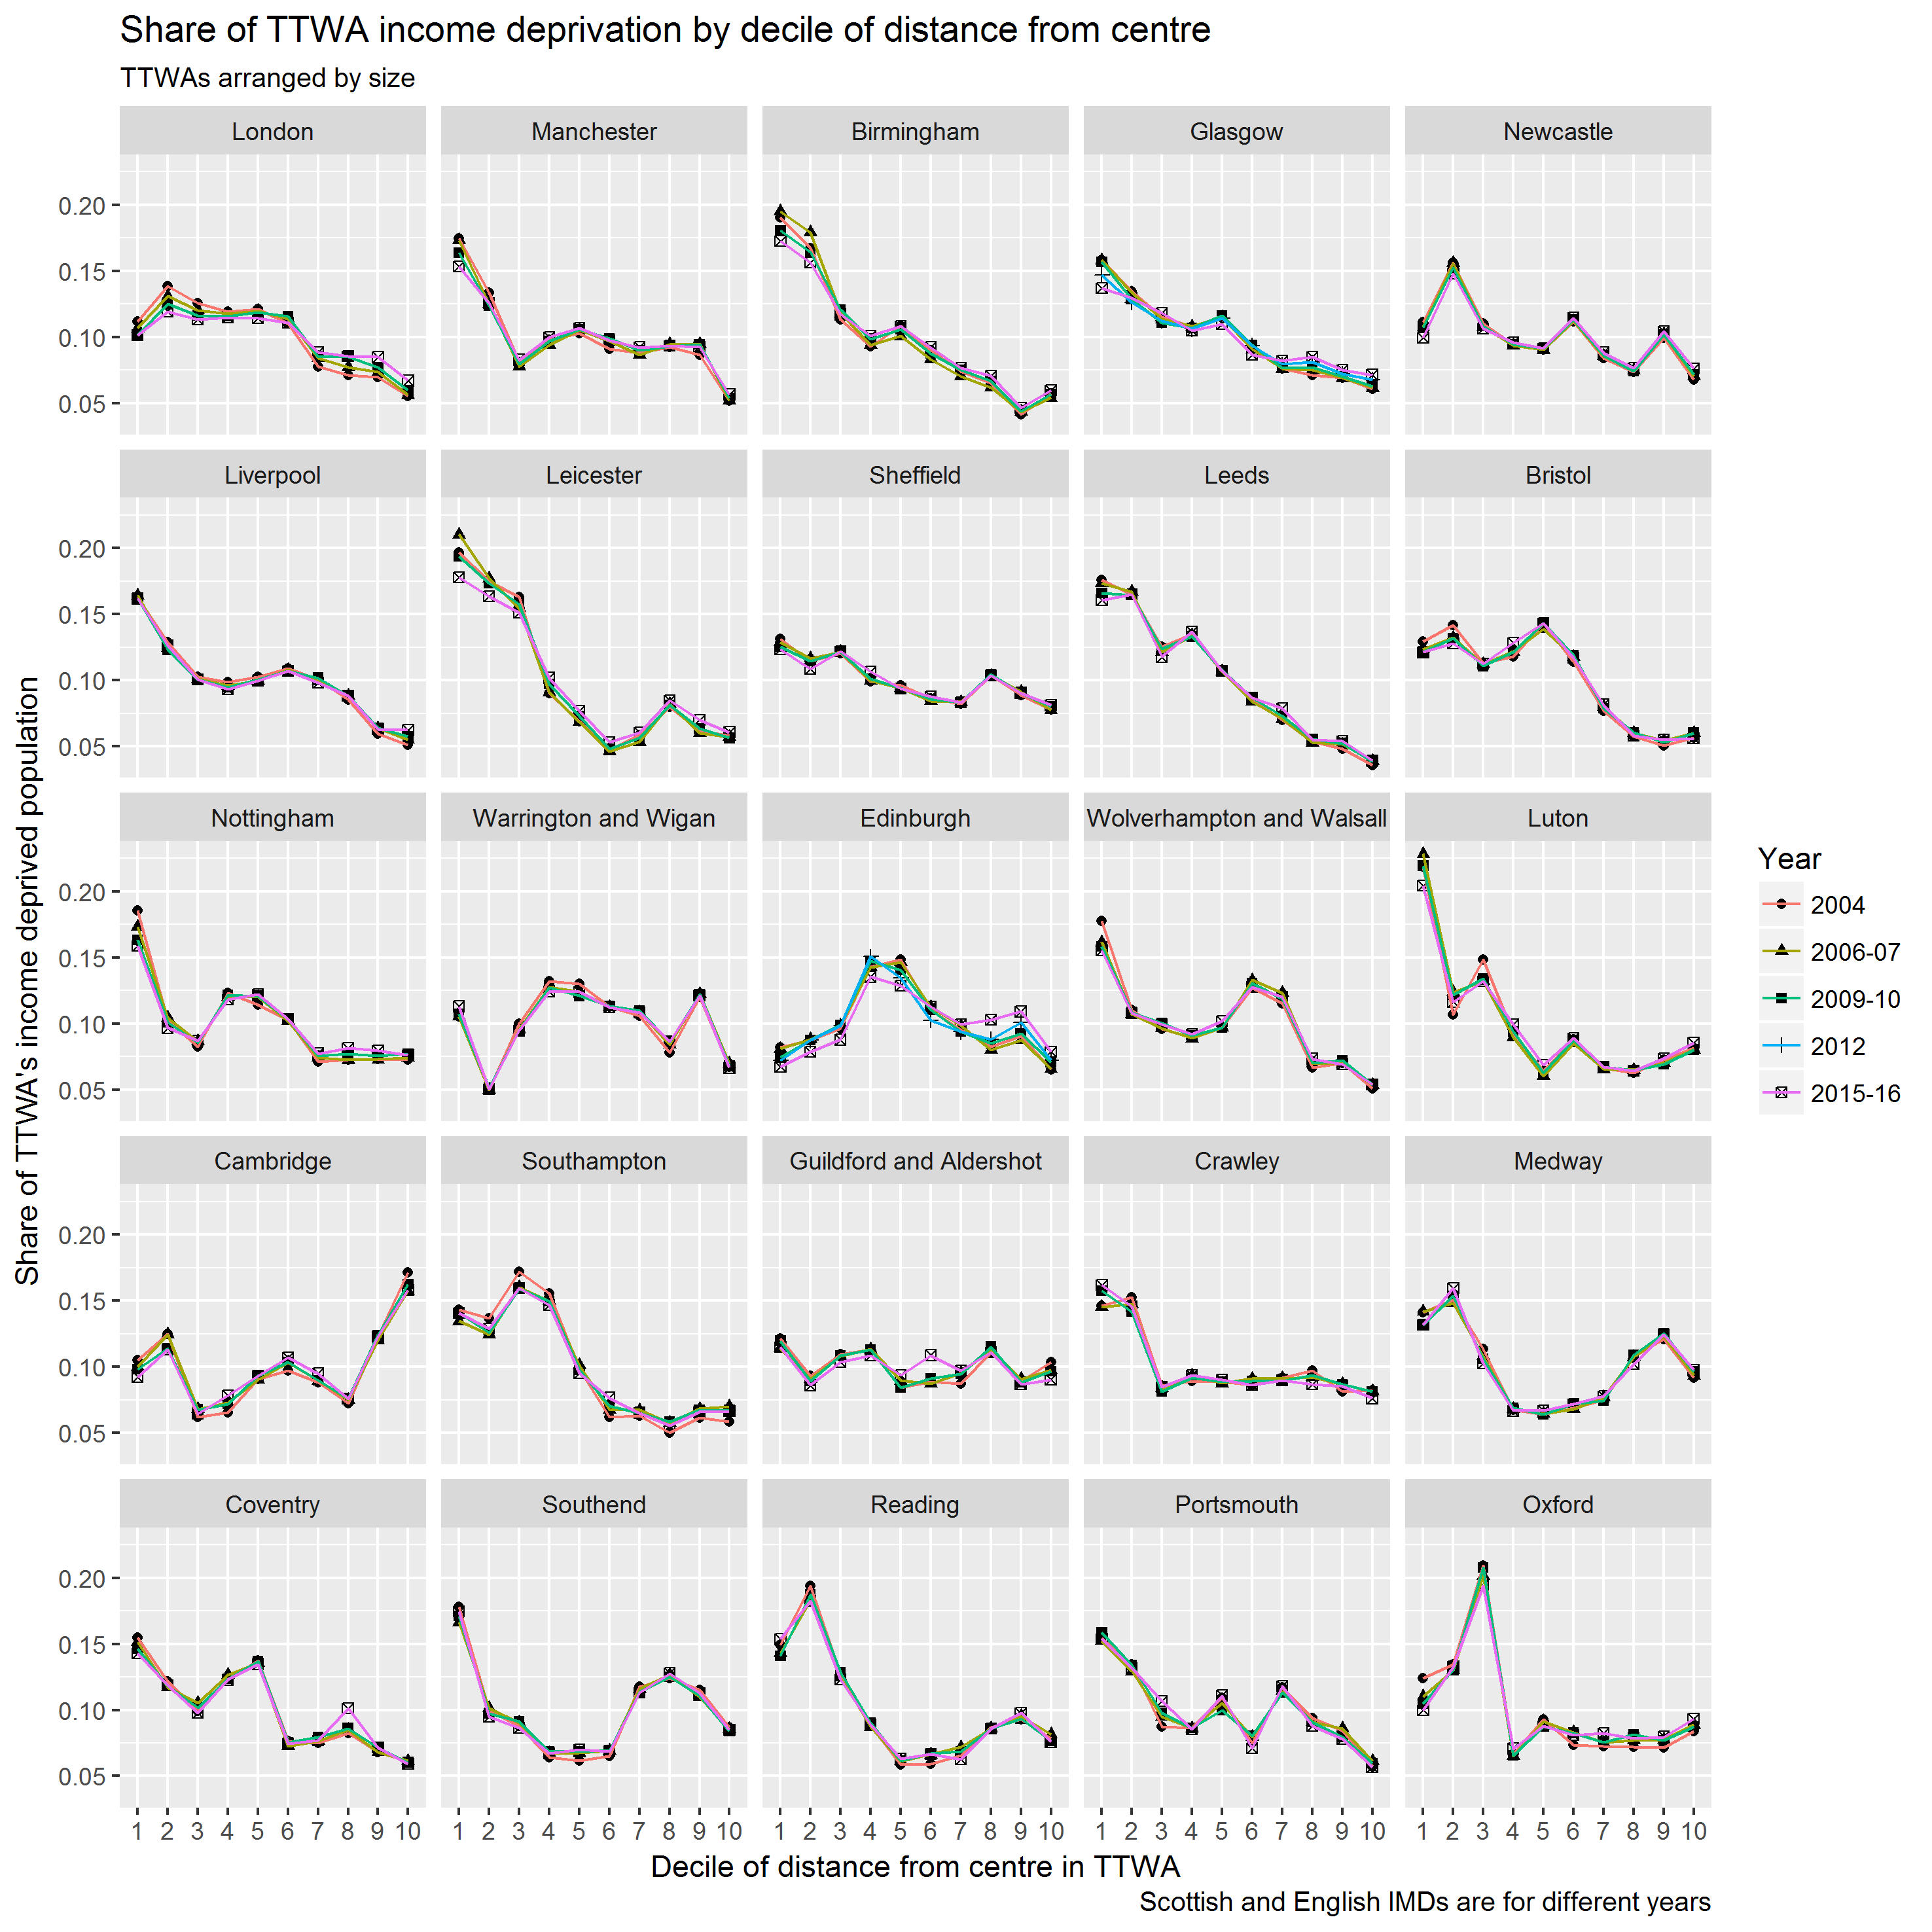 Share of TTWA income deprivation by decile of distance from centre
TTWAs arranged by size
London Manchester Birmingham Glasgow Newcastle
0.20
0.15
0.10
0.05
Liverpool Leicester Sheffield Leeds Bristol
0.20
0.15
0.10
0.05
Nottingham Warrington and Wigan Edinburgh Wolverhampton and Walsall Luton
0.20
0.15
0.10
0.05
Cambridge Southampton Guildford and Aldershot Crawley Medway
0.20
0.15
0.10
0.05
Coventry Southend Reading Portsmouth Oxford
0.20
0.15
0.10
0.05
1 2 3 4 5 6 7 8 9 10 1 2 3 4 5 6 7 8 9 10 1 2 3 4 5 6 7 8 9 10 1 2 3 4 5 6 7 8 9 10 1 2 3 4 5 6 7 8 9 10
Decile of distance from centre in TTWA
Scottish and English IMDs are for different years
Share of TTWA's income deprived population
Year
2004
2006-07
2009-10
2012
2015-16